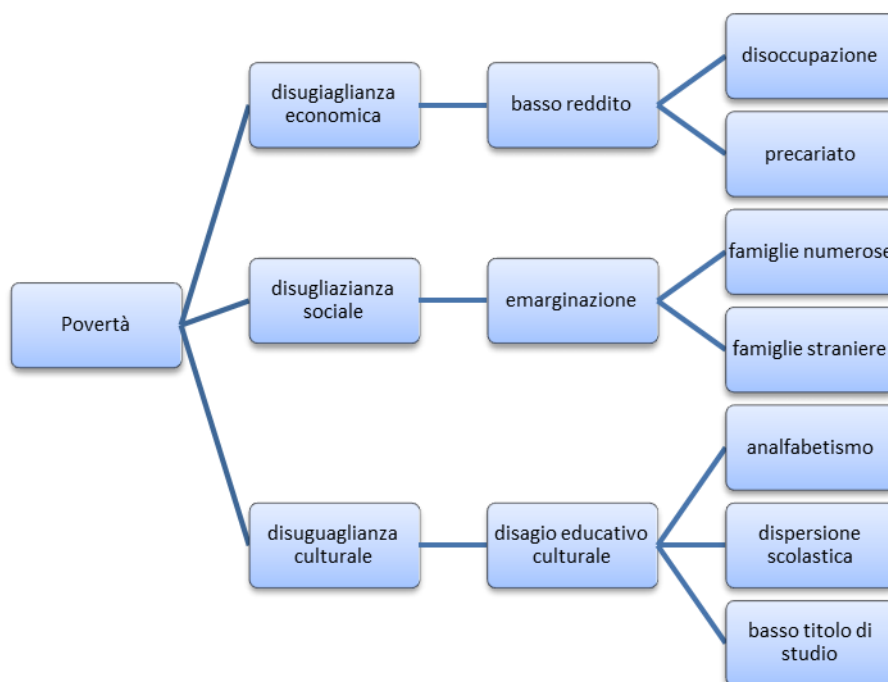 Povertà
disugiaglianza
economica
basso reddito
disoccupazione
precariato
disugliazianza
sociale
emarginazione
famiglie numerose
famiglie straniere
disuguaglianza
culturale
disagio educativo
culturale
analfabetismo
dispersione
scolastica
basso titolo di
studio